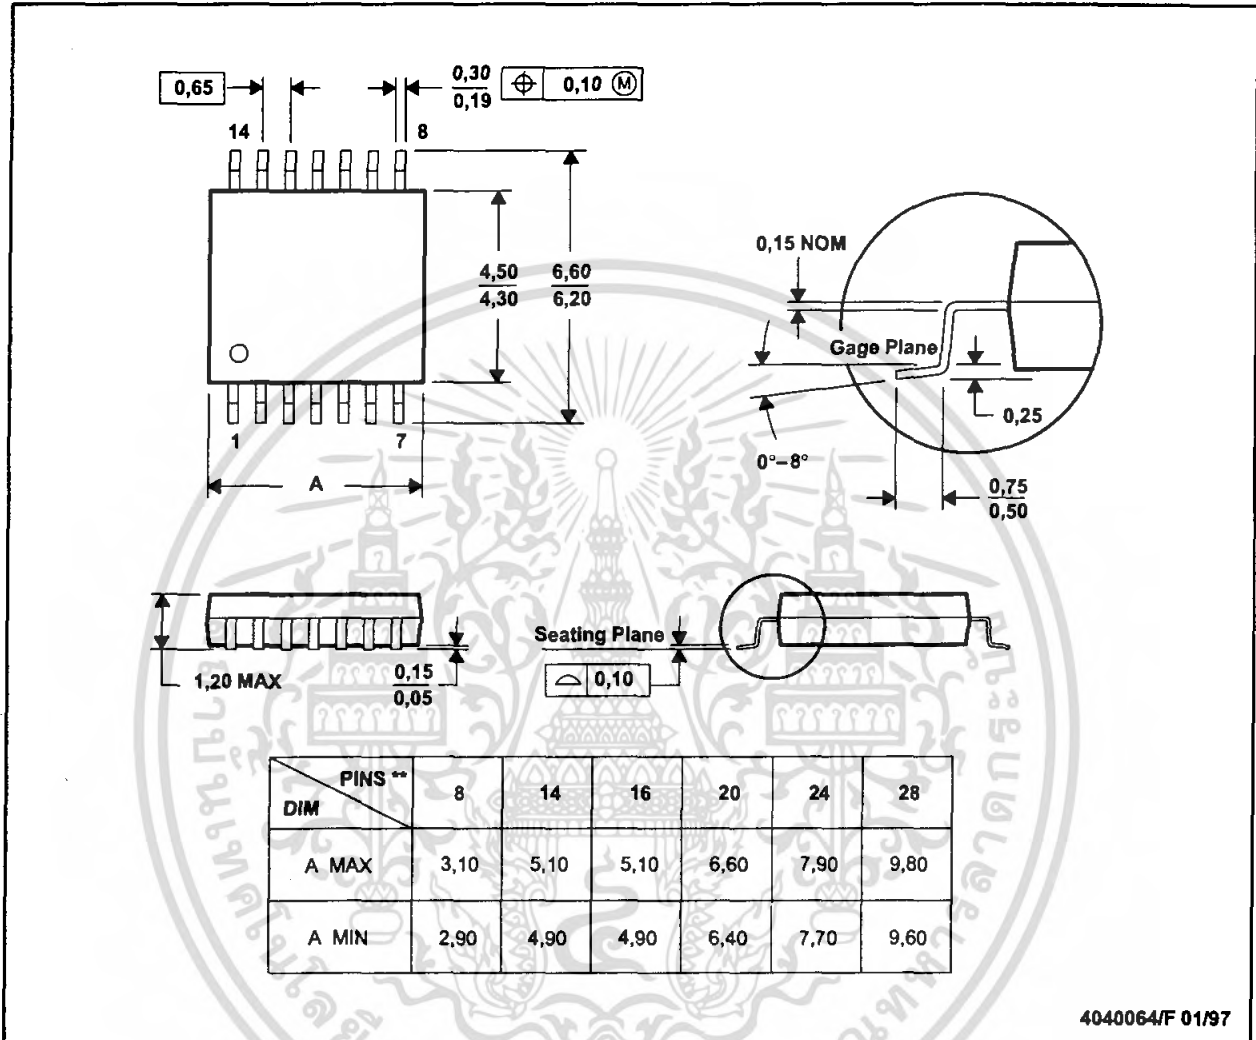 0,65
0,30
0,19
0,10 M
14
8
4,50
4,30
6,60
6,20
1
7
A
0,15 NOM
Gage Plane
0,25
0°–8°
0,75
0,50
1,20 MAX
0,15
0,05
Seating Plane
0,10
PINS **
DIM
8 14 16 20 24 28
A MAX 3,10 5,10 5,10 6,60 7,90 9,80
A MIN 2,90 4,90 4,90 6,40 7,70 9,60
4040064/F 01/97